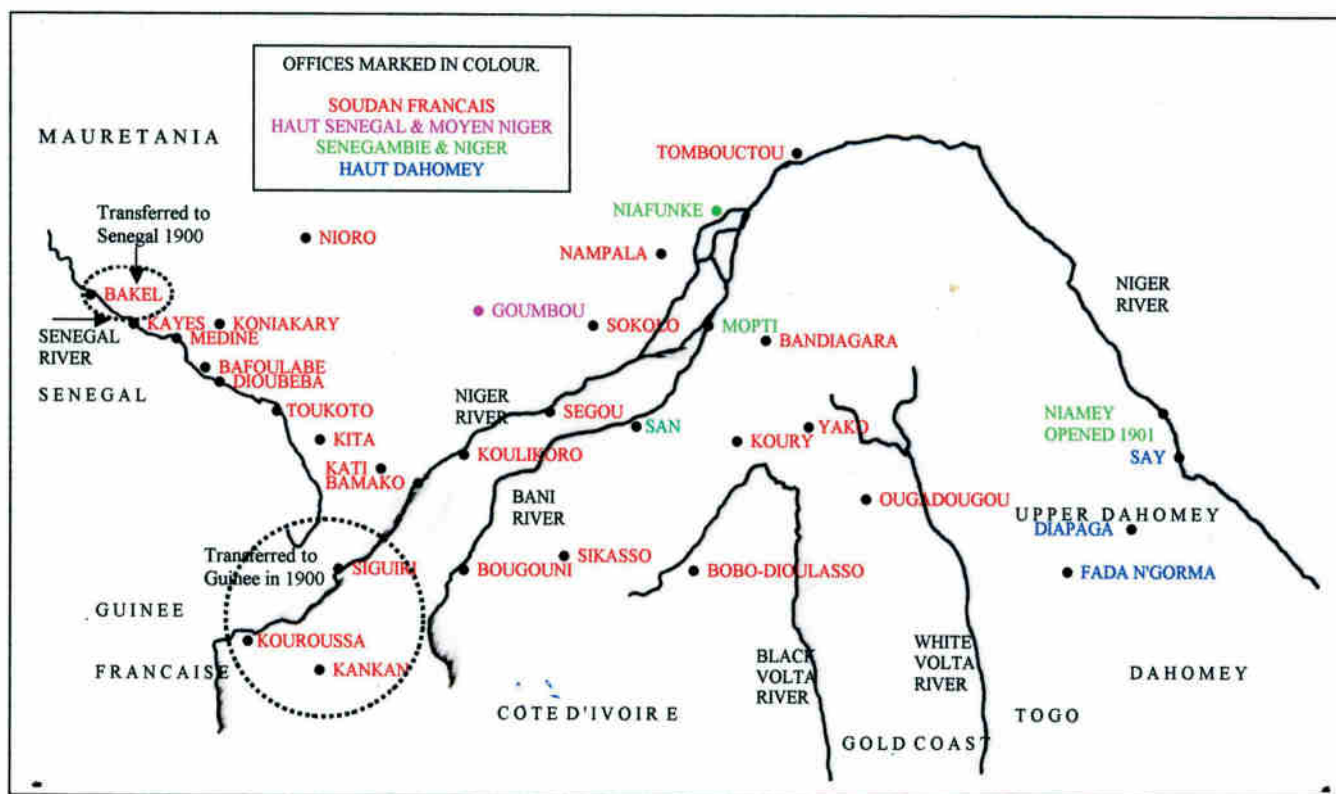 OFFICES MARKED IN COLOUR.
SOUDAN FRANCAIS
HAUT SENEGAL & MOYEN NIGER
SENEGAMBIE & NIGER
HAUT DAHOMEY
MAURETANIA
TOMBOUCTOU
Transferred to
Senegal 1900
NIAFUNKE
NIORO
NAMPALA
BAKEL
NIGER
RIVER
GOUMBOU
KAYES
KONIAKARY
SOKOLO
MOPTI
SENEGAL
RIVER
MEDINE
BANDIAGARA
BAFOULABE
DIOUBEBA
SENEGAL
NIGER
RIVER
TOUKOTO
SEGOU
SAN
YAKO
NIAMEY
OPENED 1901
KITA
KOURY
KOULIKORO
SAY
KATI
BAMAKO
BANI
RIVER
OUGADOUGOU
UPPER DAHOMEY
DIAPAGA
Transferred to
Guinee in 1900
SIGUIRI
BOUGOUNI
SIKASSO
BOBO-DIOULASSO
FADA N'GORMA
GUINEE
KOUROUSSA
FRANCAISE
KANKAN
BLACK
VOLTA
RIVER
WHITE
VOLTA
RIVER
DAHOMEY
COTE D'IVOIRE
TOGO
GOLD COAST